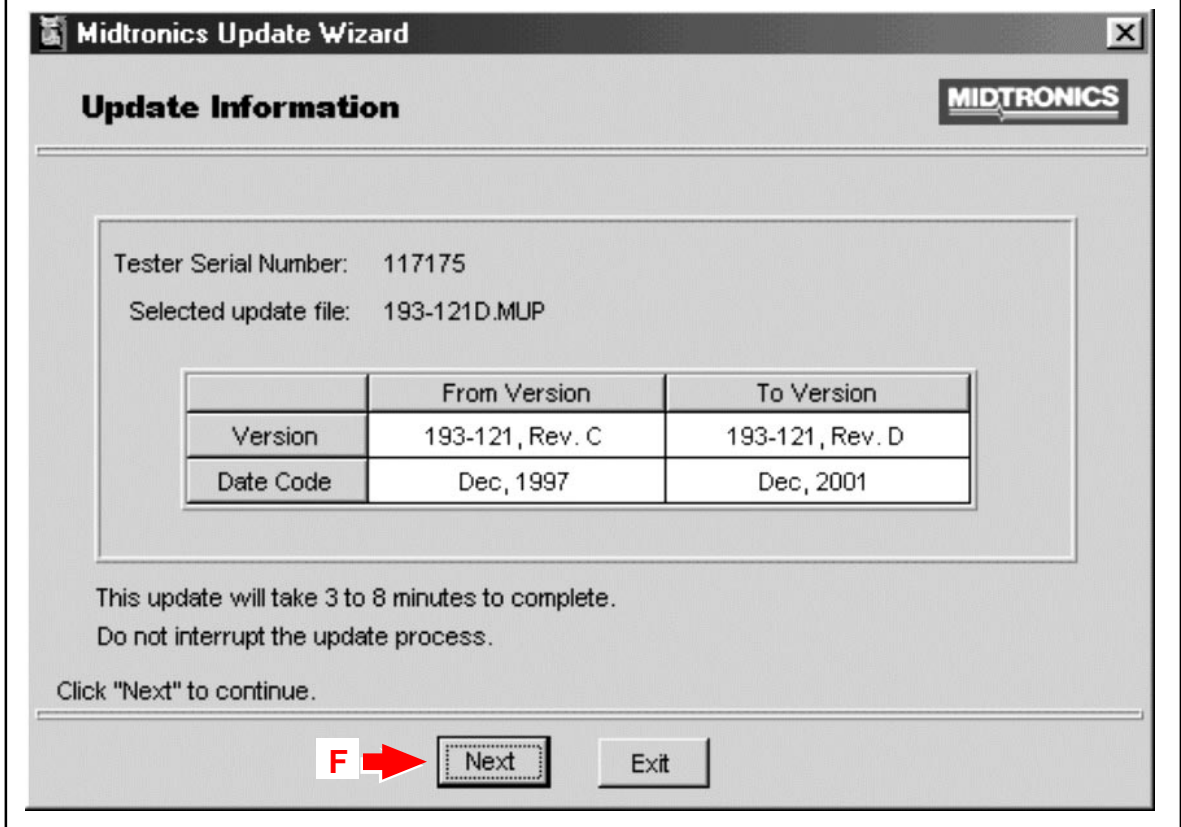 Midtronics Update Wizard
Update Information
MIDTRONICS
Tester Serial Number: 117175
Selected update file: 193-121D.MUP
From Version To Version
Version 193-121, Rev. C 193-121, Rev. D
Date Code Dec, 1997 Dec, 2001
This update will take 3 to 8 minutes to complete.
Do not interrupt the update process.
Click "Next" to continue.
F Next Exit